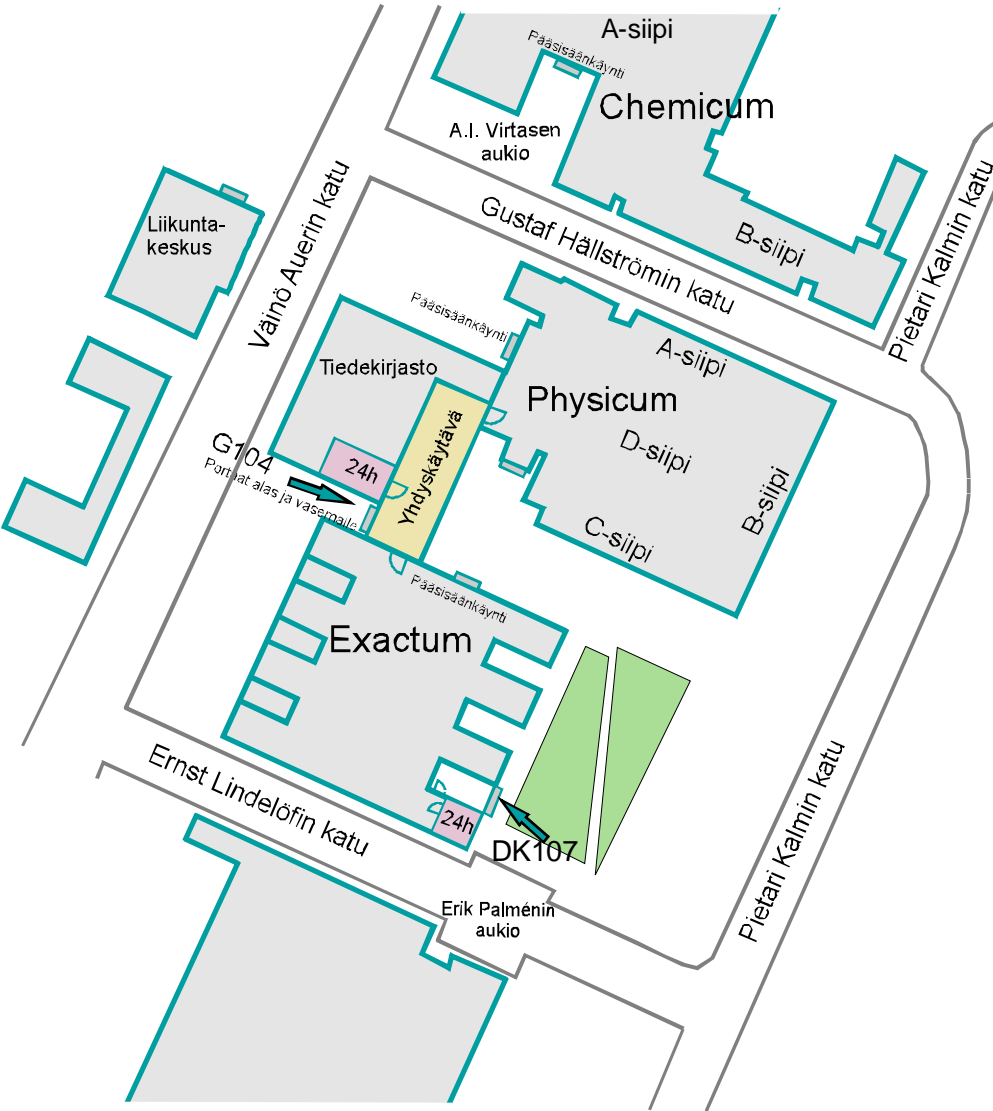 A-siipi
Pääsisäänkäynti
Chemicum
A.I. Virtasen
aukio
B-siipi
Gustaf Hällströmin katu
Pietari Kalmin katu
Väinö Auerin katu
Liikunta-
keskus
Pääsisäänkäynti
Tiedekirjasto
A-siipi
Physicum
D-siipi
B-siipi
C-siipi
Yhdyskäytävä
G104
24h
Portaat alas ja vasemalle
Pääsisäänkäynti
Exactum
Ernst Lindelöfin katu
24h
DK107
Pietari Kalmin katu
Erik Palménin
aukio